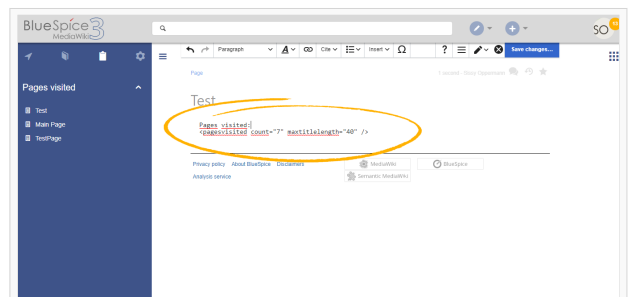 BlueSpice 3
MediaWiki
SO
Paragraph
A
Cite
Insert
Ω
?
Save changes...
Pages visited
Test
Main Page
TestPage
Page
Test
Pages visited:
<pagesvisited count="7" maxtitlelength="40" />
Privacy policy About BlueSpice Disclaimers
Analysis service
MediaWiki
BlueSpice
Semantic MediaWiki